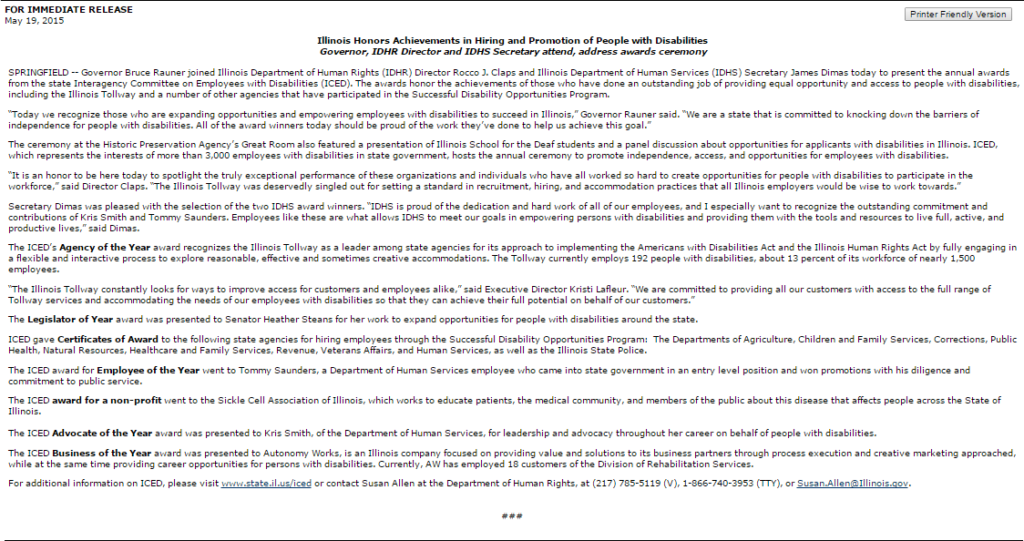 FOR IMMEDIATE RELEASE
May 19, 2015
Printer Friendly Version
Illinois Honors Achievements in Hiring and Promotion of People with Disabilities
Governor, IDHR Director and IDHS Secretary attend, address awards ceremony
SPRINGFIELD -- Governor Bruce Rauner joined Illinois Department of Human Rights (IDHR) Director Rocco J. Claps and Illinois Department of Human Services (IDHS) Secretary James Dimas today to present the annual awards
from the state Interagency Committee on Employees with Disabilities (ICED). The awards honor the achievements of those who have done an outstanding job of providing equal opportunity and access to people with disabilities,
including the Illinois Tollway and a number of other agencies that have participated in the Successful Disability Opportunities Program.
"Today we recognize those who are expanding opportunities and empowering employees with disabilities to succeed in Illinois," Governor Rauner said. "We are a state that is committed to knocking down the barriers of
independence for people with disabilities. All of the award winners today should be proud of the work they've done to help us achieve this goal."
The ceremony at the Historic Preservation Agency's Great Room also featured a presentation of Illinois School for the Deaf students and a panel discussion about opportunities for applicants with disabilities in Illinois. ICED,
which represents the interests of more than 3,000 employees with disabilities in state government, hosts the annual ceremony to promote independence, access, and opportunities for employees with disabilities.
"It is an honor to be here today to spotlight the truly exceptional performance of these organizations and individuals who have all worked so hard to create opportunities for people with disabilities to participate in the
workforce," said Director Claps. "The Illinois Tollway was deservedly singled out for setting a standard in recruitment, hiring, and accommodation practices that all Illinois employers would be wise to work towards."
Secretary Dimas was pleased with the selection of the two IDHS award winners. "IDHS is proud of the dedication and hard work of all of our employees, and I especially want to recognize the outstanding commitment and
contributions of Kris Smith and Tommy Saunders. Employees like these are what allows IDHS to meet our goals in empowering persons with disabilities and providing them with the tools and resources to live full, active, and
productive lives," said Dimas.
The ICED's Agency of the Year award recognizes the Illinois Tollway as a leader among state agencies for its approach to implementing the Americans with Disabilities Act and the Illinois Human Rights Act by fully engaging in
a flexible and interactive process to explore reasonable, effective and sometimes creative accommodations. The Tollway currently employs 192 people with disabilities, about 13 percent of its workforce of nearly 1,500
employees.
"The Illinois Tollway constantly looks for ways to improve access for customers and employees alike," said Executive Director Kristi Lafleur. "We are committed to providing all our customers with access to the full range of
Tollway services and accommodating the needs of our employees with disabilities so that they can achieve their full potential on behalf of our customers."
The Legislator of Year award was presented to Senator Heather Steans for her work to expand opportunities for people with disabilities around the state.
ICED gave Certificates of Award to the following state agencies for hiring employees through the Successful Disability Opportunities Program: The Departments of Agriculture, Children and Family Services, Corrections, Public
Health, Natural Resources, Healthcare and Family Services, Revenue, Veterans Affairs, and Human Services, as well as the Illinois State Police.
The ICED award for Employee of the Year went to Tommy Saunders, a Department of Human Services employee who came into state government in an entry level position and won promotions with his diligence and
commitment to public service.
The ICED award for a non-profit went to the Sickle Cell Association of Illinois, which works to educate patients, the medical community, and members of the public about this disease that affects people across the State of
Illinois.
The ICED Advocate of the Year award was presented to Kris Smith, of the Department of Human Services, for leadership and advocacy throughout her career on behalf of people with disabilities.
The ICED Business of the Year award was presented to Autonomy Works, is an Illinois company focused on providing value and solutions to its business partners through process execution and creative marketing approached,
while at the same time providing career opportunities for persons with disabilities. Currently, AW has employed 18 customers of the Division of Rehabilitation Services.
For additional information on ICED, please visit www.state.il.us/iced or contact Susan Allen at the Department of Human Rights, at (217) 785-5119 (V), 1-866-740-3953 (TTY), or Susan.Allen@Illinois.gov.
###